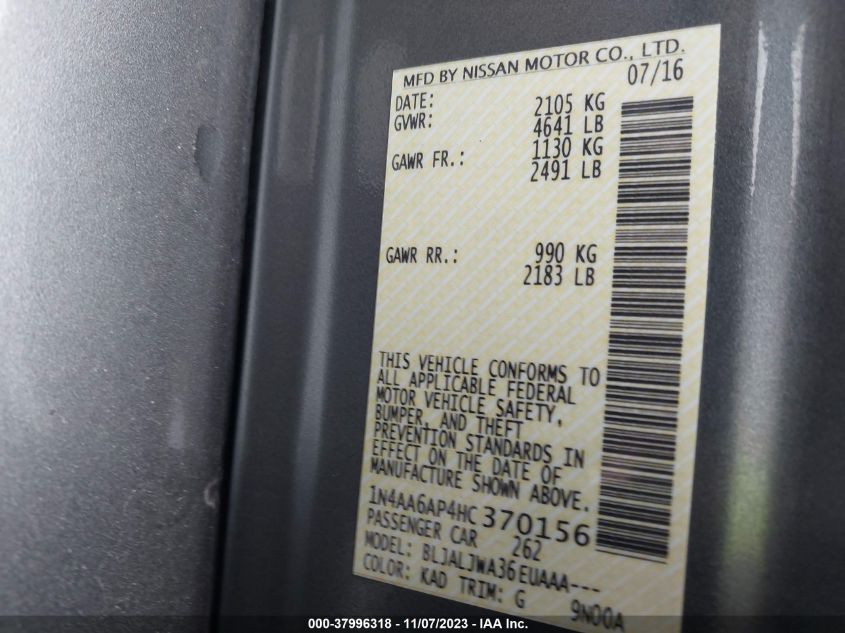 MFD BY NISSAN MOTOR CO., LTD.
DATE: 07/16
GVWR: 2105 KG
4641 LB
GAWR FR.: 1130 KG
2491 LB
GAWR RR.: 990 KG
2183 LB
THIS VEHICLE CONFORMS TO
ALL APPLICABLE FEDERAL
MOTOR VEHICLE SAFETY,
BUMPER, AND THEFT
PREVENTION STANDARDS IN
EFFECT ON THE DATE OF
MANUFACTURE SHOWN ABOVE.
1N4AA6AP4HC370156
PASSENGER CAR 262
MODEL: BLJALJWA36EUAAA---
COLOR: KAD TRIM: G 9N00A
000-37996318 - 11/07/2023 - IAA Inc.